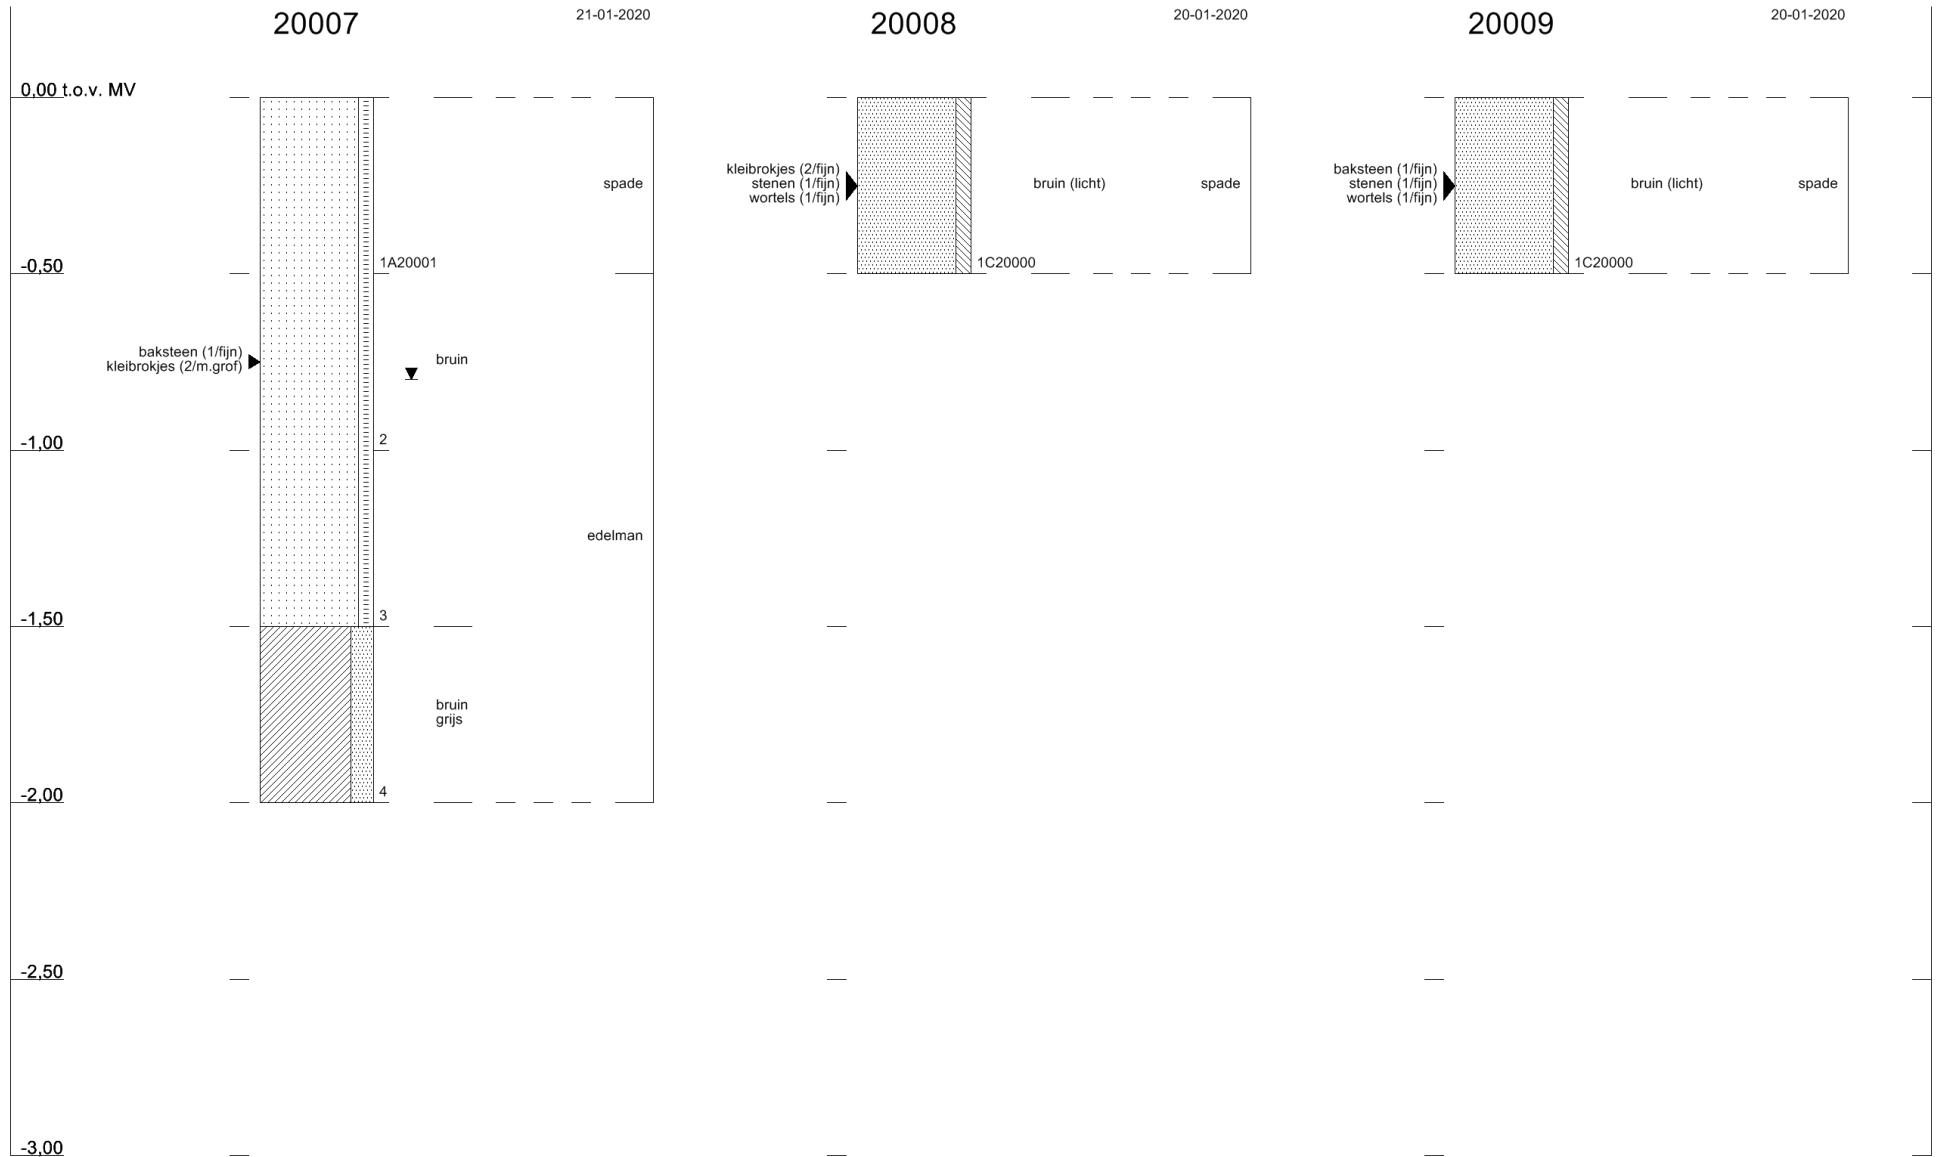 20007
21-01-2020
20008
20-01-2020
20009
20-01-2020
0,00 t.o.v. MV
-0,50
-1,00
-1,50
-2,00
-2,50
-3,00
baksteen (1/fijn)
kleibrokjes (2/m.grof)
1A20001
2
3
4
bruin
bruin
grijs
spade
edelman
kleibrokjes (2/fijn)
stenen (1/fijn)
wortels (1/fijn)
1C20000
bruin (licht)
spade
baksteen (1/fijn)
stenen (1/fijn)
wortels (1/fijn)
1C20000
bruin (licht)
spade